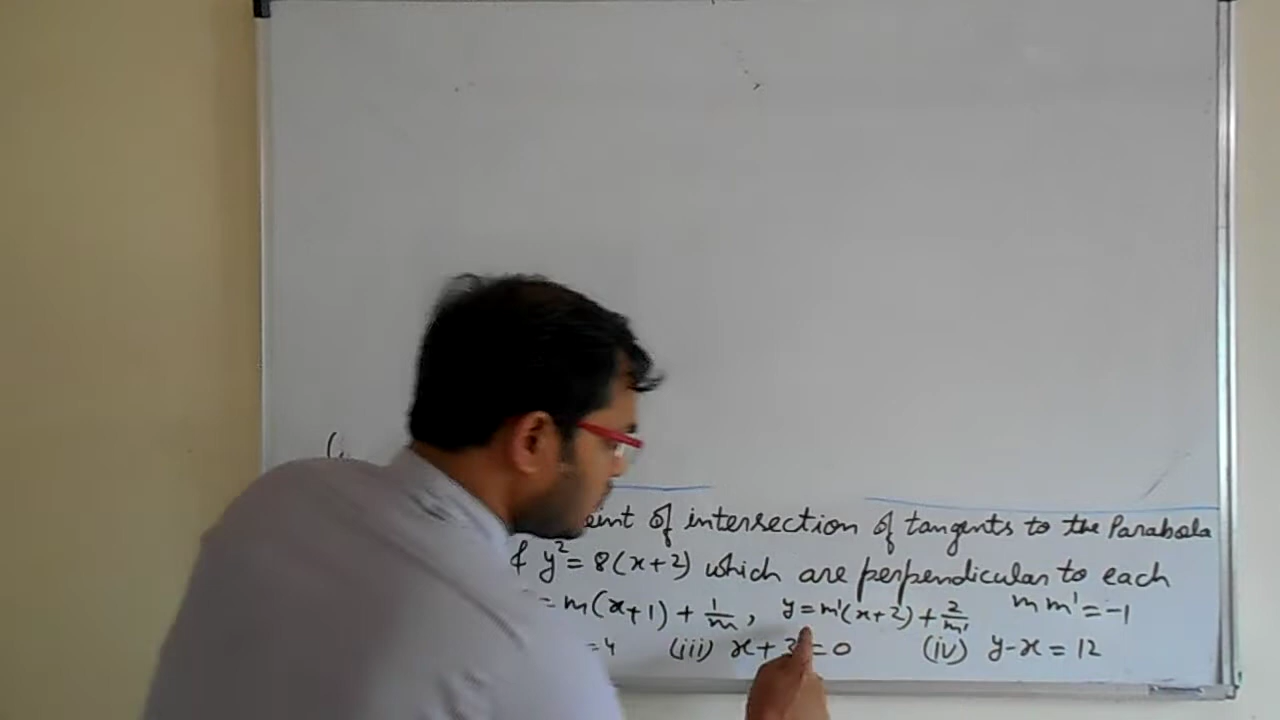 of intersection of tangents to the Parabola
y² = 8(x+2) which are perpendicular to each
= m(x+1) + 1/m, y = m'(x+2) + 2/m' mm' = -1
=4 (iii) x+3=0 (iv) y-x = 12